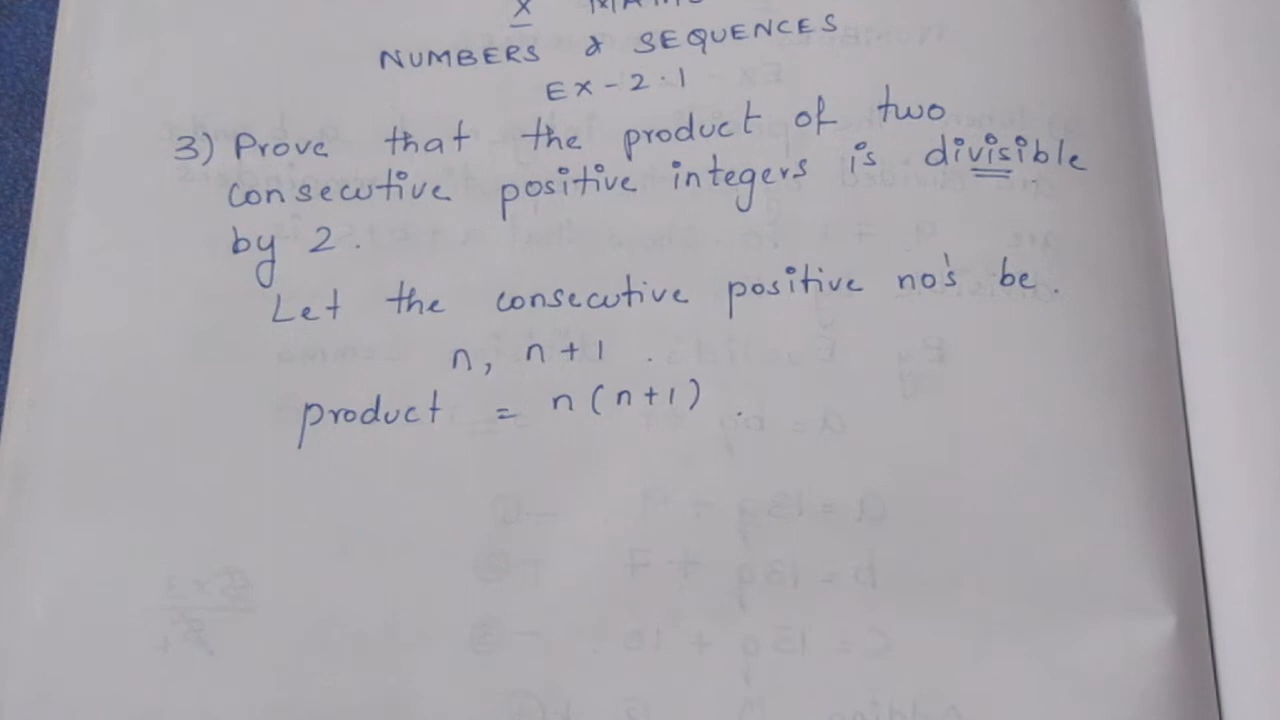 X
NUMBERS & SEQUENCES
EX-2.1
3) Prove that the product of two
consecutive positive integers is divisible
by 2.
Let the consecutive positive no's be.
n, n+1.
product = n(n+1).